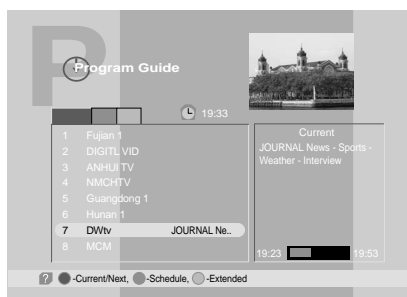 Program Guide
19:33
1 Fujian 1
2 DIGITL VID
3 ANHUI TV
4 NMCHTV
5 Guangdong 1
6 Hunan 1
7 DWtv JOURNAL Ne..
8 MCM
Current
JOURNAL News - Sports -
Weather - Interview
19:23 19:53
? -Current/Next, -Schedule, -Extended